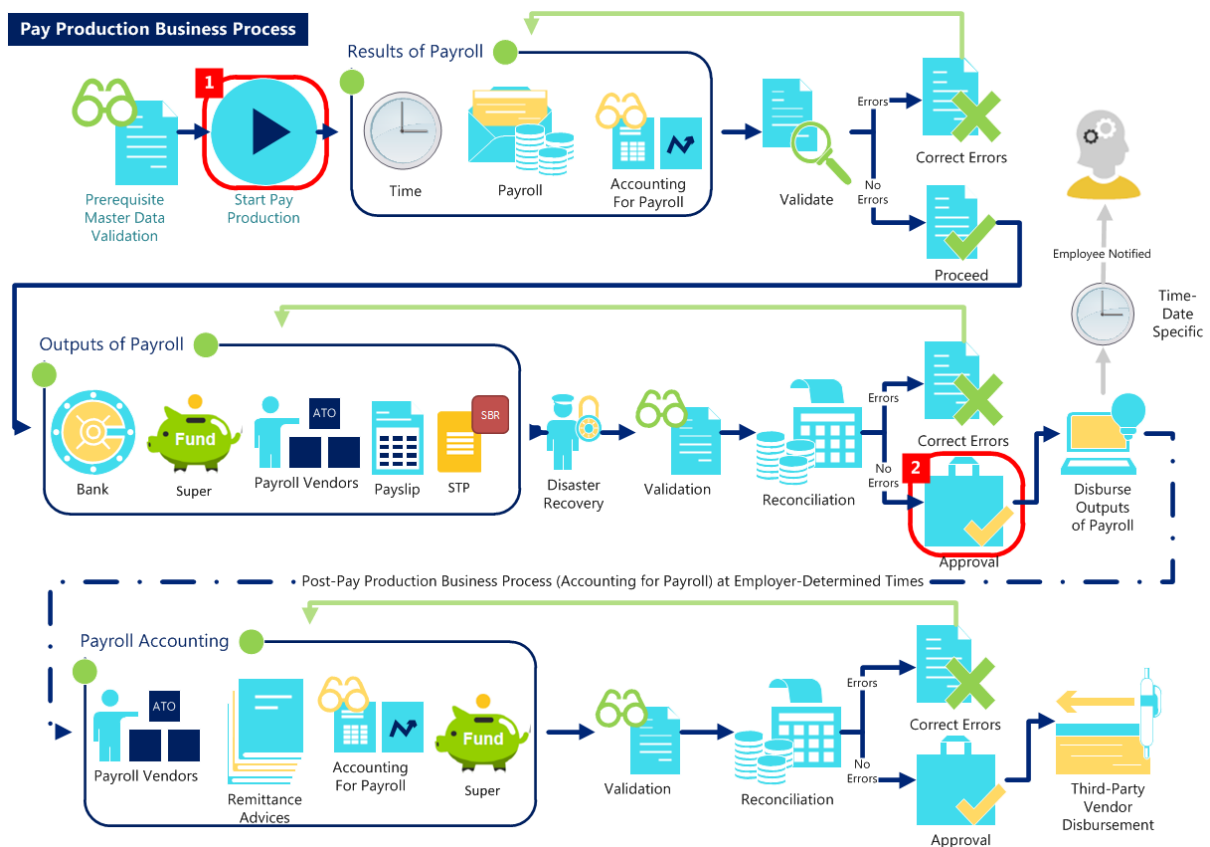 Pay Production Business Process
Results of Payroll
1
Errors
Time
Payroll
Accounting
For Payroll
Validate
Correct Errors
No
Errors
Prerequisite
Master Data
Validation
Start Pay
Production
Proceed
Employee Notified
Time-
Date
Specific
Outputs of Payroll
ATO
SBR
Fund
Bank
Super
Payroll Vendors
Payslip
STP
Disaster
Recovery
Validation
Reconciliation
Errors
Correct Errors
No
Errors
2
Approval
Disburse
Outputs
of Payroll
Post-Pay Production Business Process (Accounting for Payroll) at Employer-Determined Times
Payroll Accounting
ATO
Fund
Payroll Vendors
Remittance
Advices
Accounting
For Payroll
Super
Validation
Reconciliation
Errors
Correct Errors
No
Errors
Approval
Third-Party
Vendor
Disbursement